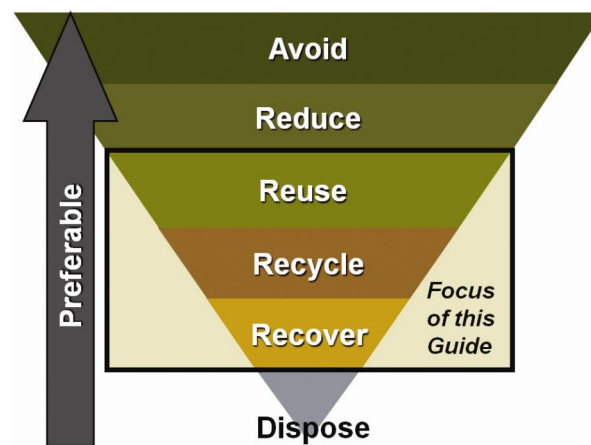 Avoid
Reduce
Reuse
Recycle
Recover
Dispose
Preferable
Focus
of this
Guide